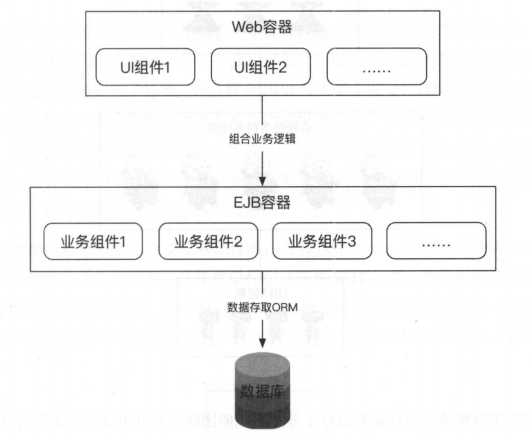 Web容器
UI组件1 UI组件2 ......
组合业务逻辑
EJB容器
业务组件1 业务组件2 业务组件3 ......
数据存取ORM
数据库